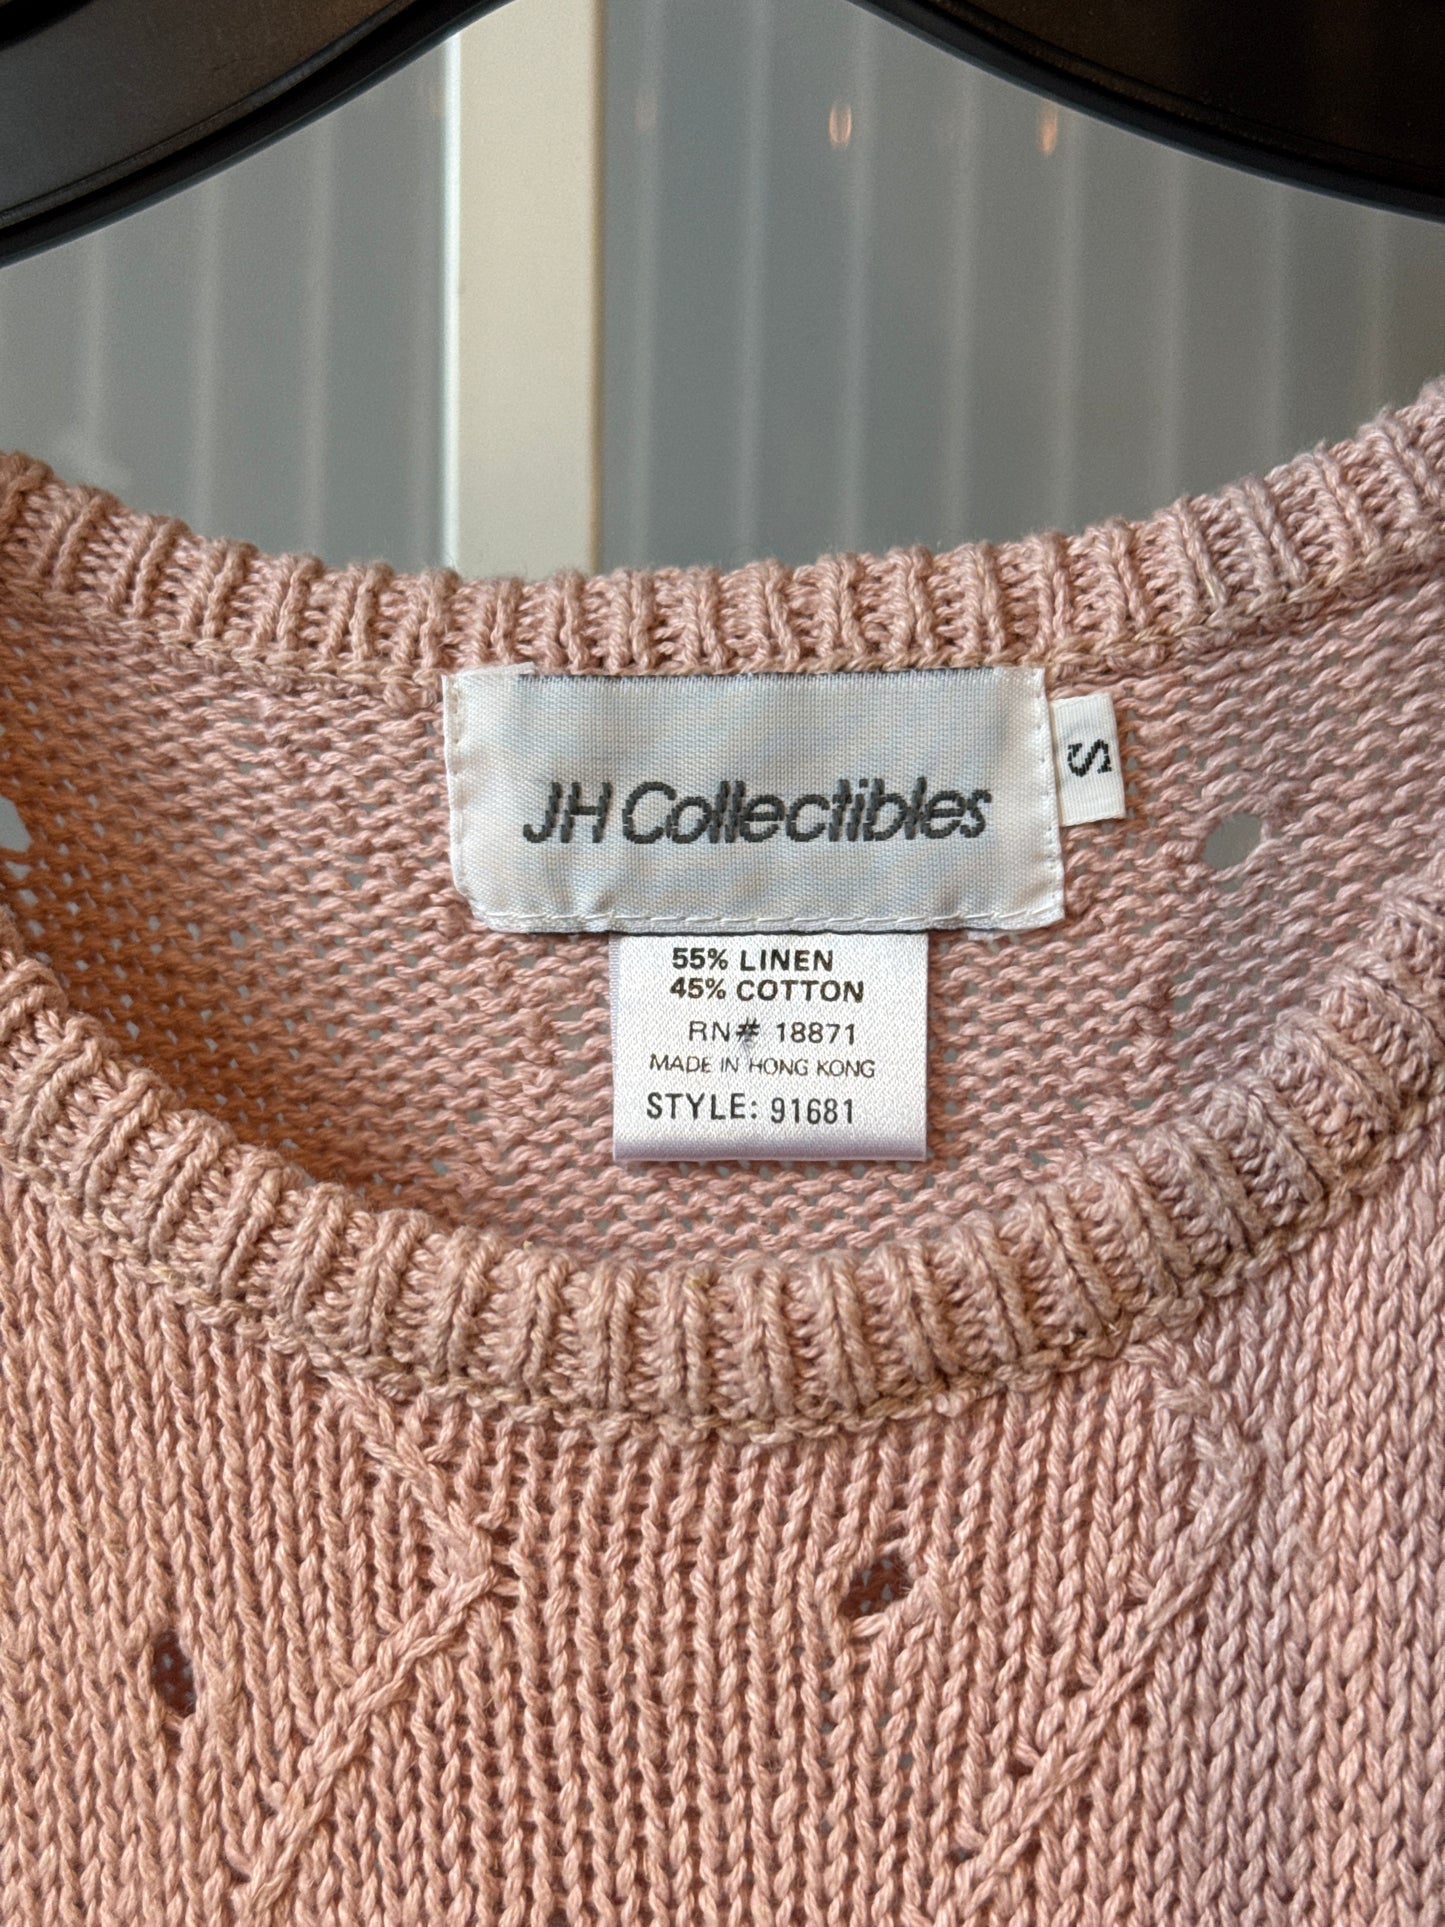 JH Collectibles
S
55% LINEN
45% COTTON
RN# 18871
MADE IN HONG KONG
STYLE: 91681